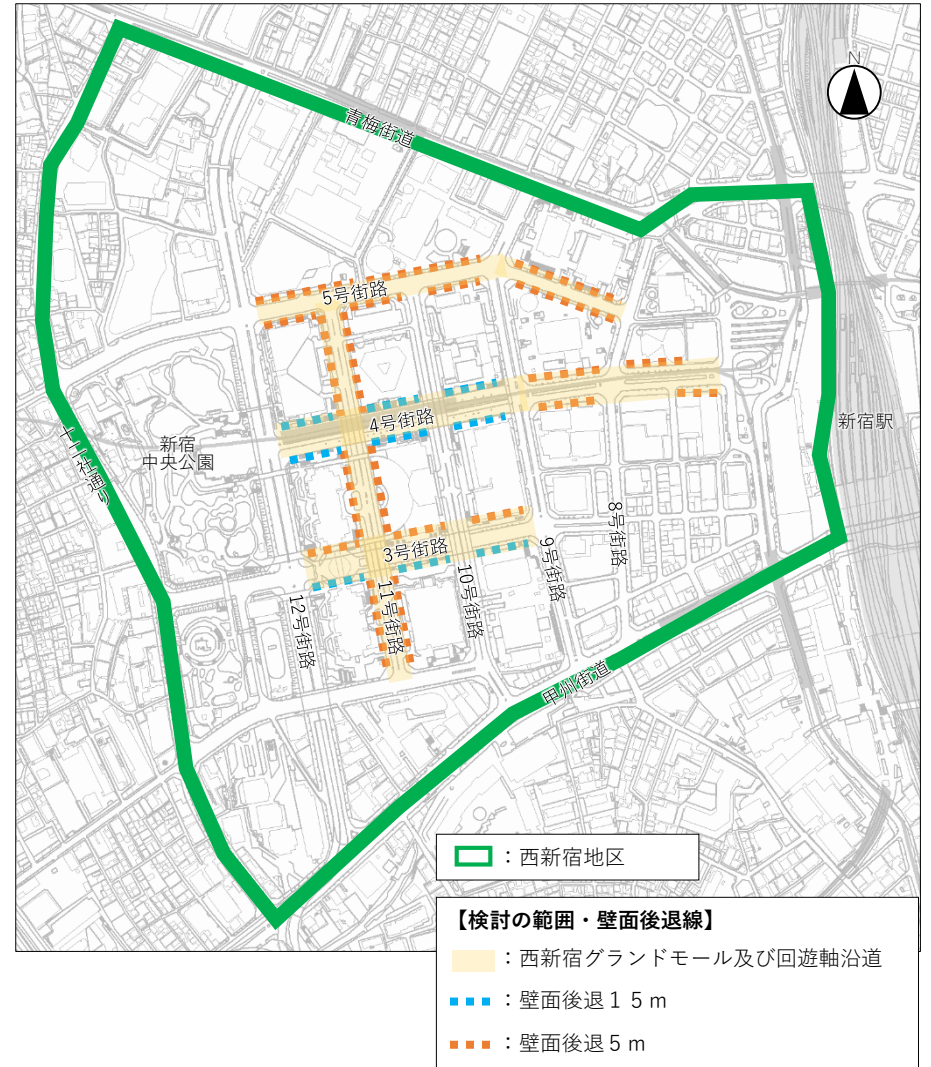 N
青梅街道
5号街路
4号街路
新宿駅
新宿
中央公園
十二社通り
8号街路
3号街路
9号街路
10号街路
11号街路
12号街路
甲州街道
：西新宿地区
【検討の範囲・壁面後退線】
：西新宿グランドモール及び回遊軸沿道
：壁面後退１５ｍ
：壁面後退５ｍ